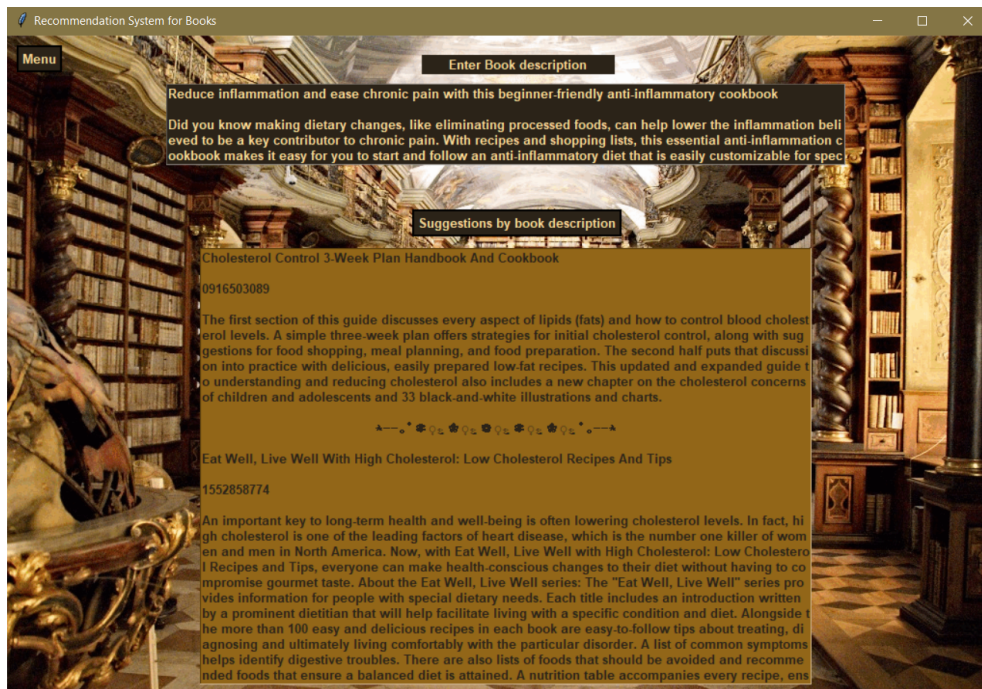 Recommendation System for Books
Menu
Enter Book description
Reduce inflammation and ease chronic pain with this beginner-friendly anti-inflammatory cookbook
Did you know making dietary changes, like eliminating processed foods, can help lower the inflammation beli
eved to be a key contributor to chronic pain. With recipes and shopping lists, this essential anti-inflammation c
ookbook makes it easy for you to start and follow an anti-inflammatory diet that is easily customizable for spec
Suggestions by book description
Cholesterol Control 3-Week Plan Handbook And Cookbook
0916503089
The first section of this guide discusses every aspect of lipids (fats) and how to control blood cholest
erol levels. A simple three-week plan offers strategies for initial cholesterol control, along with sug
gestions for food shopping, meal planning, and food preparation. The second half puts that discussi
on into practice with delicious, easily prepared low-fat recipes. This updated and expanded guide t
o understanding and reducing cholesterol also includes a new chapter on the cholesterol concerns
of children and adolescents and 33 black-and-white illustrations and charts.
Eat Well, Live Well With High Cholesterol: Low Cholesterol Recipes And Tips
1552858774
An important key to long-term health and well-being is often lowering cholesterol levels. In fact, hi
gh cholesterol is one of the leading factors of heart disease, which is the number one killer of wom
en and men in North America. Now, with Eat Well, Live Well with High Cholesterol: Low Cholestero
l Recipes and Tips, everyone can make health-conscious changes to their diet without having to co
mpromise gourmet taste. About the Eat Well, Live Well series: The "Eat Well, Live Well" series pro
vides information for people with special dietary needs. Each title includes an introduction written
by a prominent dietitian that will help facilitate living with a specific condition and diet. Alongside t
he more than 100 easy and delicious recipes in each book are easy-to-follow tips about treating, di
agnosing and ultimately living comfortably with the particular disorder. A list of common symptoms
helps identify digestive troubles. There are also lists of foods that should be avoided and recomme
nded foods that ensure a balanced diet is attained. A nutrition table accompanies every recipe, ens